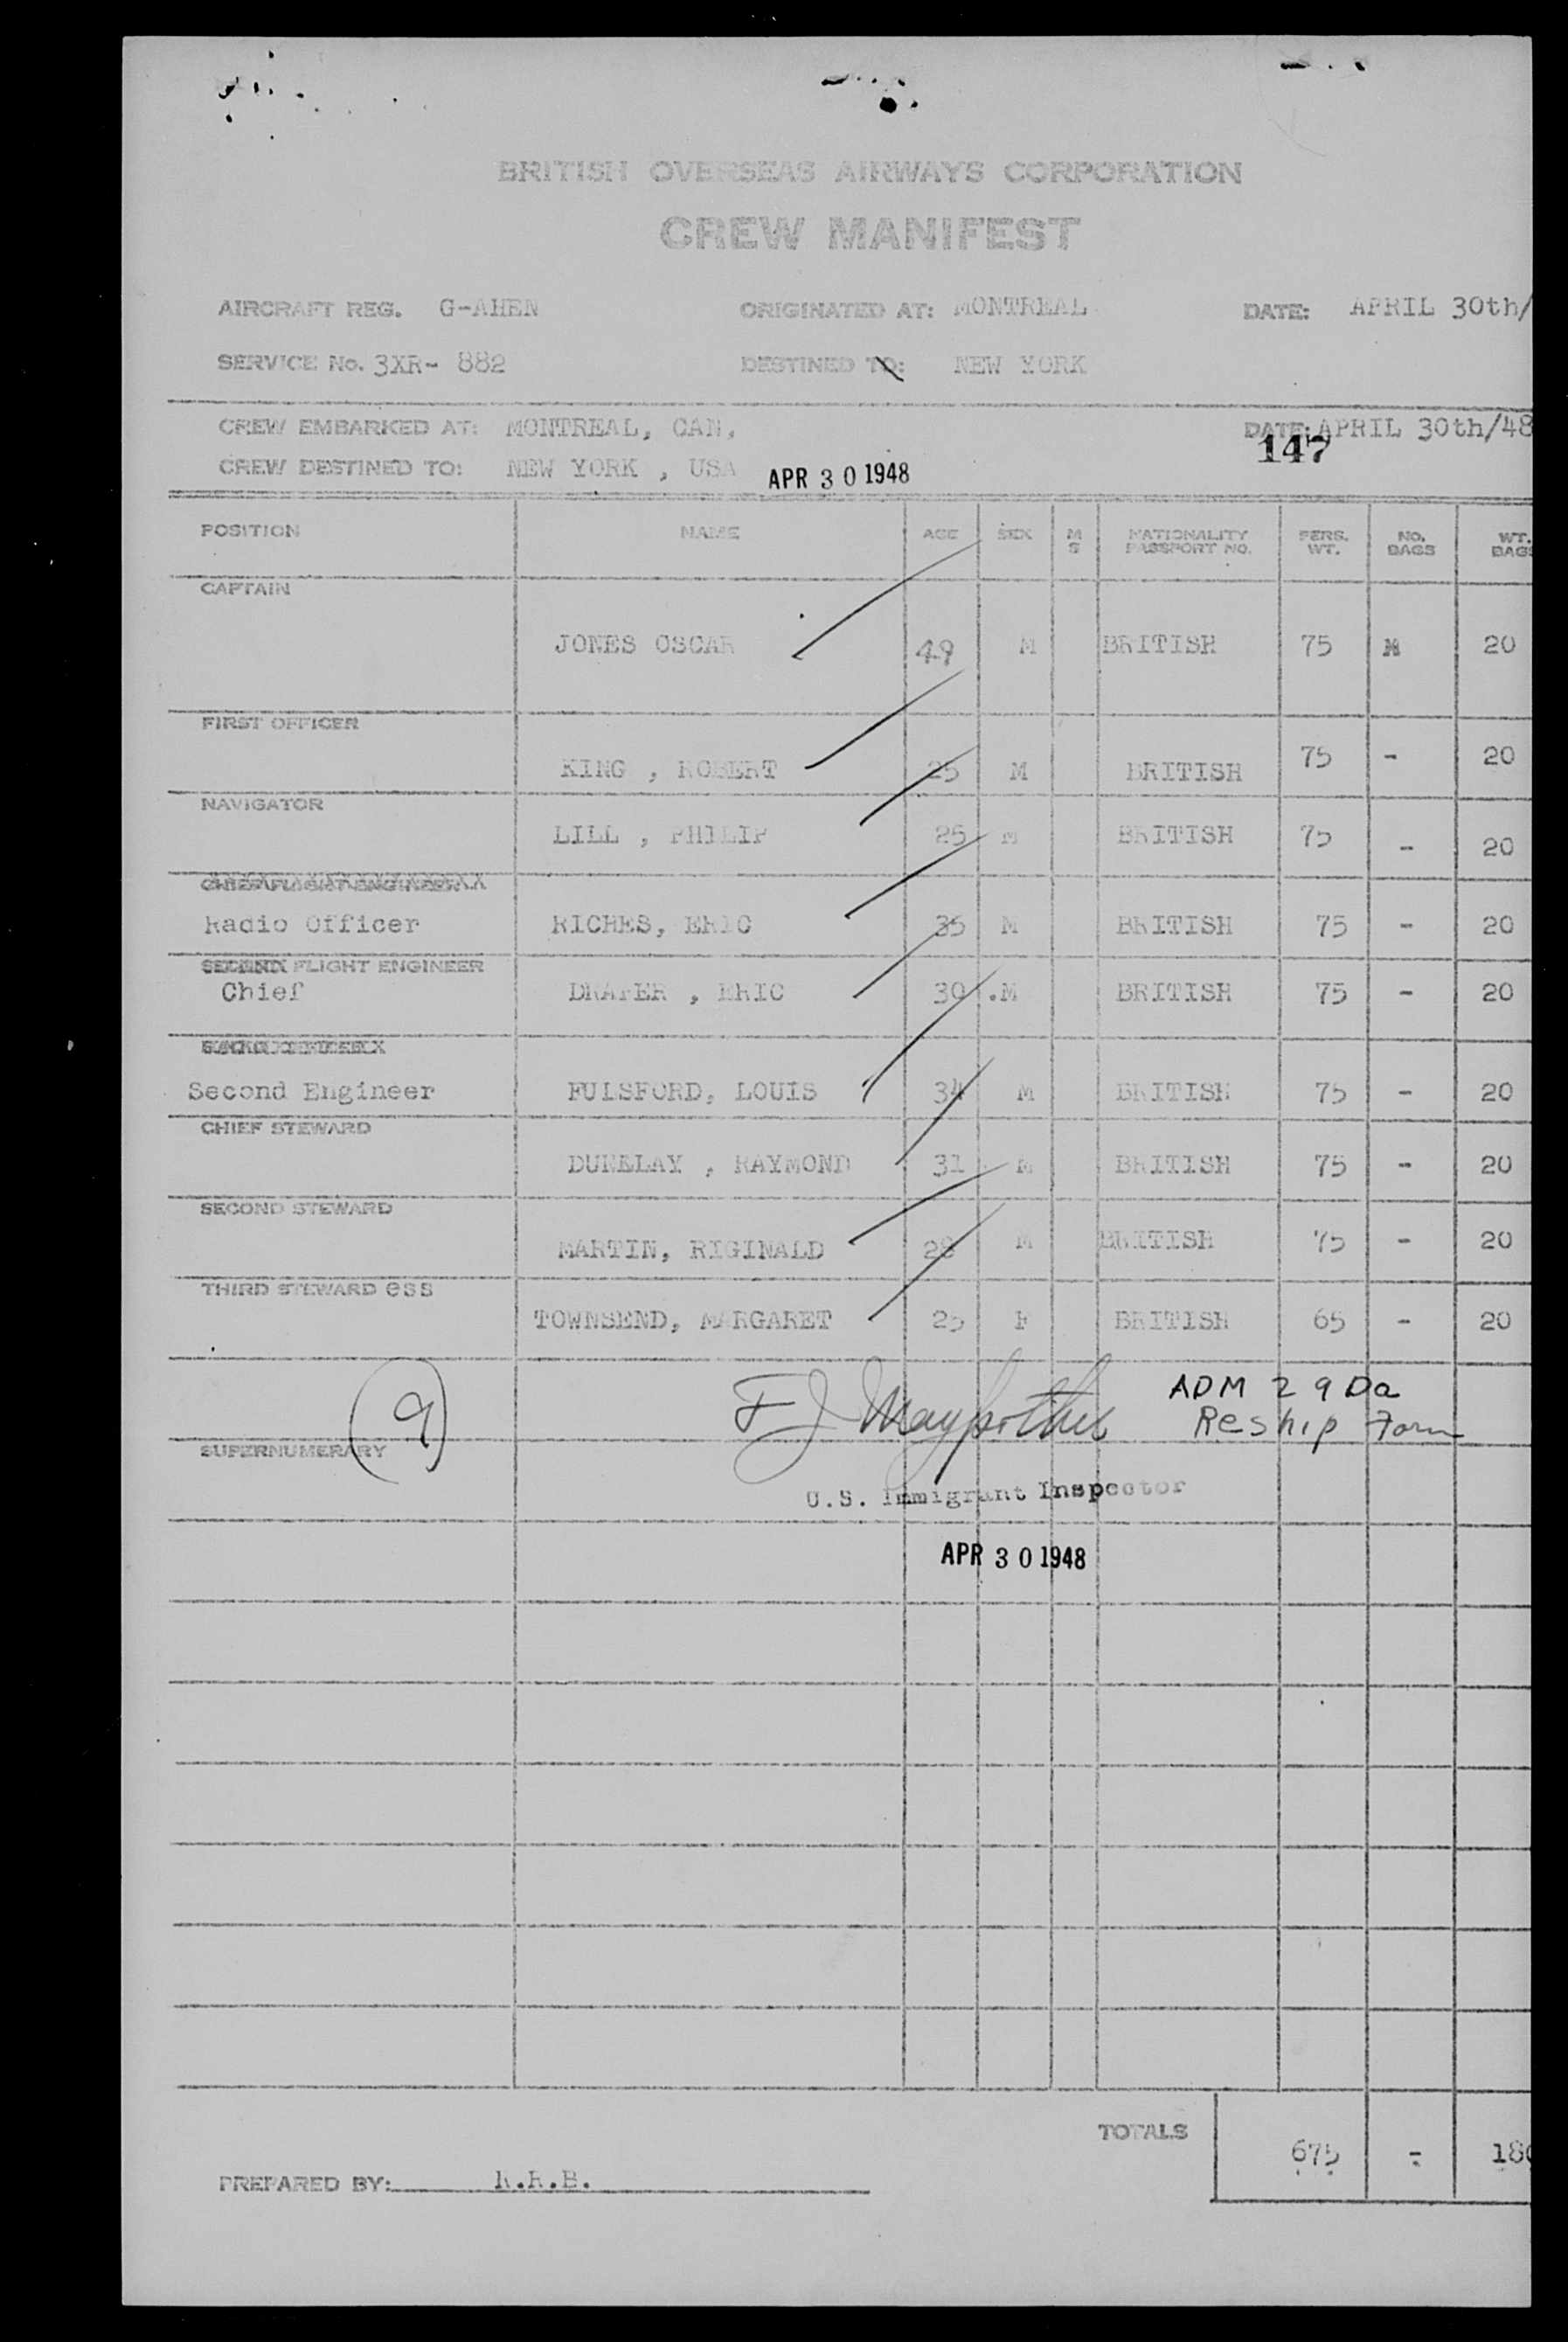 BRITISH OVERSEAS AIRWAYS CORPORATION
CREW MANIFEST
AIRCRAFT REG. G-AHEN ORIGINATED AT: MONTREAL DATE: APRIL 30th/
SERVICE No. 3XR- 882 DESTINED TO: NEW YORK
CREW EMBARKED AT: MONTREAL, CAN, DATE: APRIL 30th/48
147
CREW DESTINED TO: NEW YORK , USA APR 30 1948
POSITION NAME AGE SEX M S NATIONALITY PASSPORT NO. PERS. WT. NO. BAGS WT. BAGS
CAPTAIN
JONES OSCAR 49 M BRITISH 75 20
FIRST OFFICER
KING , ROBERT 25 M BRITISH 75 - 20
NAVIGATOR
LILL , PHILIP 25 M BRITISH 75 - 20
Radio Officer RICHES, ERIC 35 M BRITISH 75 - 20
SECOND FLIGHT ENGINEER
Chief DRAPER , ERIC 30 .M BRITISH 75 - 20
Second Engineer PULSFORD, LOUIS 34 M BRITISH 75 - 20
CHIEF STEWARD
DUNELAY , RAYMOND 31 M BRITISH 75 - 20
SECOND STEWARD
MARTIN, RIGINALD 28 M BRITISH 75 - 20
THIRD STEWARD ess
TOWNSEND, MARGARET 25 F BRITISH 65 - 20
(9) F J ADM 29 Da
Reship Form
SUPERNUMERARY
U.S. Immigrant Inspector
APR 30 1948
TOTALS 675 - 180
PREPARED BY: R.R.B.